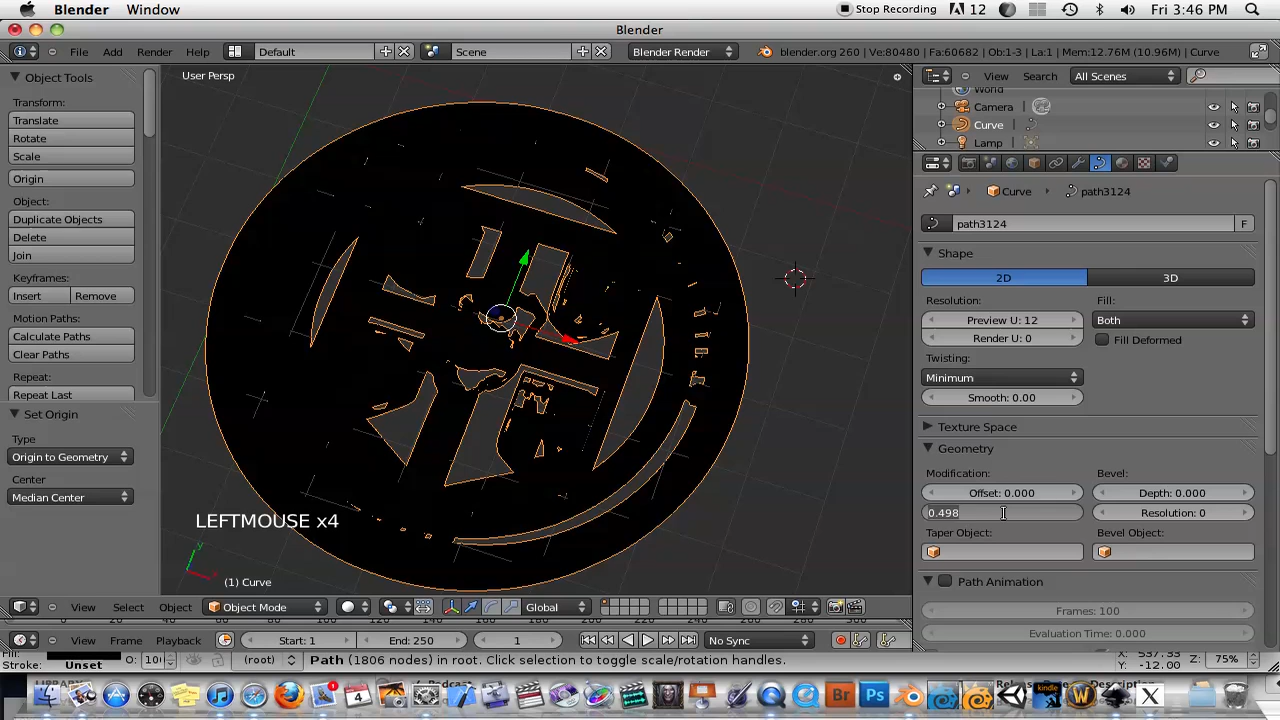 Blender Window Stop Recording 12 Fri 3:46 PM
Blender
File Add Render Help Default Scene Blender Render blender.org 260 | Ve:80480 | Fa:60682 | Ob:1-3 | La:1 | Mem:12.76M (10.96M) | Curve
Object Tools
Transform:
Translate
Rotate
Scale
Origin
Object:
Duplicate Objects
Delete
Join
Keyframes:
Insert Remove
Motion Paths:
Calculate Paths
Clear Paths
Repeat:
Repeat Last
Set Origin
Type
Origin to Geometry
Center
Median Center
User Persp
LEFTMOUSE x4
y
x
(1) Curve
View Select Object Object Mode Global
View Search All Scenes
World
Camera
Curve
Lamp
Curve path3124
path3124 F
Shape
2D 3D
Resolution: Fill:
Preview U: 12 Both
Render U: 0 Fill Deformed
Twisting:
Minimum
Smooth: 0.00
Texture Space
Geometry
Modification: Bevel:
Offset: 0.000 Depth: 0.000
0.498 Resolution: 0
Taper Object: Bevel Object:
Path Animation
Frames: 100
Evaluation Time: 0.000
View Frame Playback Start: 1 End: 250 1 No Sync
Fill:
Stroke: Unset O: (root) Path (1806 nodes) in root. Click selection to toggle scale/rotation handles. X: 537.33
Y: -12.00 Z: 75%